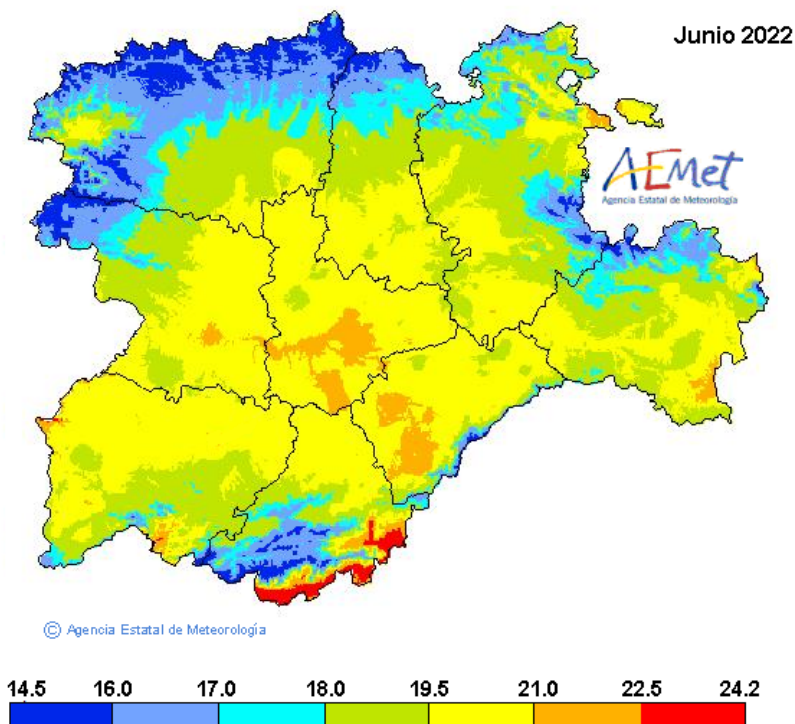 Junio 2022
AEMet
Agencia Estatal de Meteorología
© Agencia Estatal de Meteorología
14.5 16.0 17.0 18.0 19.5 21.0 22.5 24.2